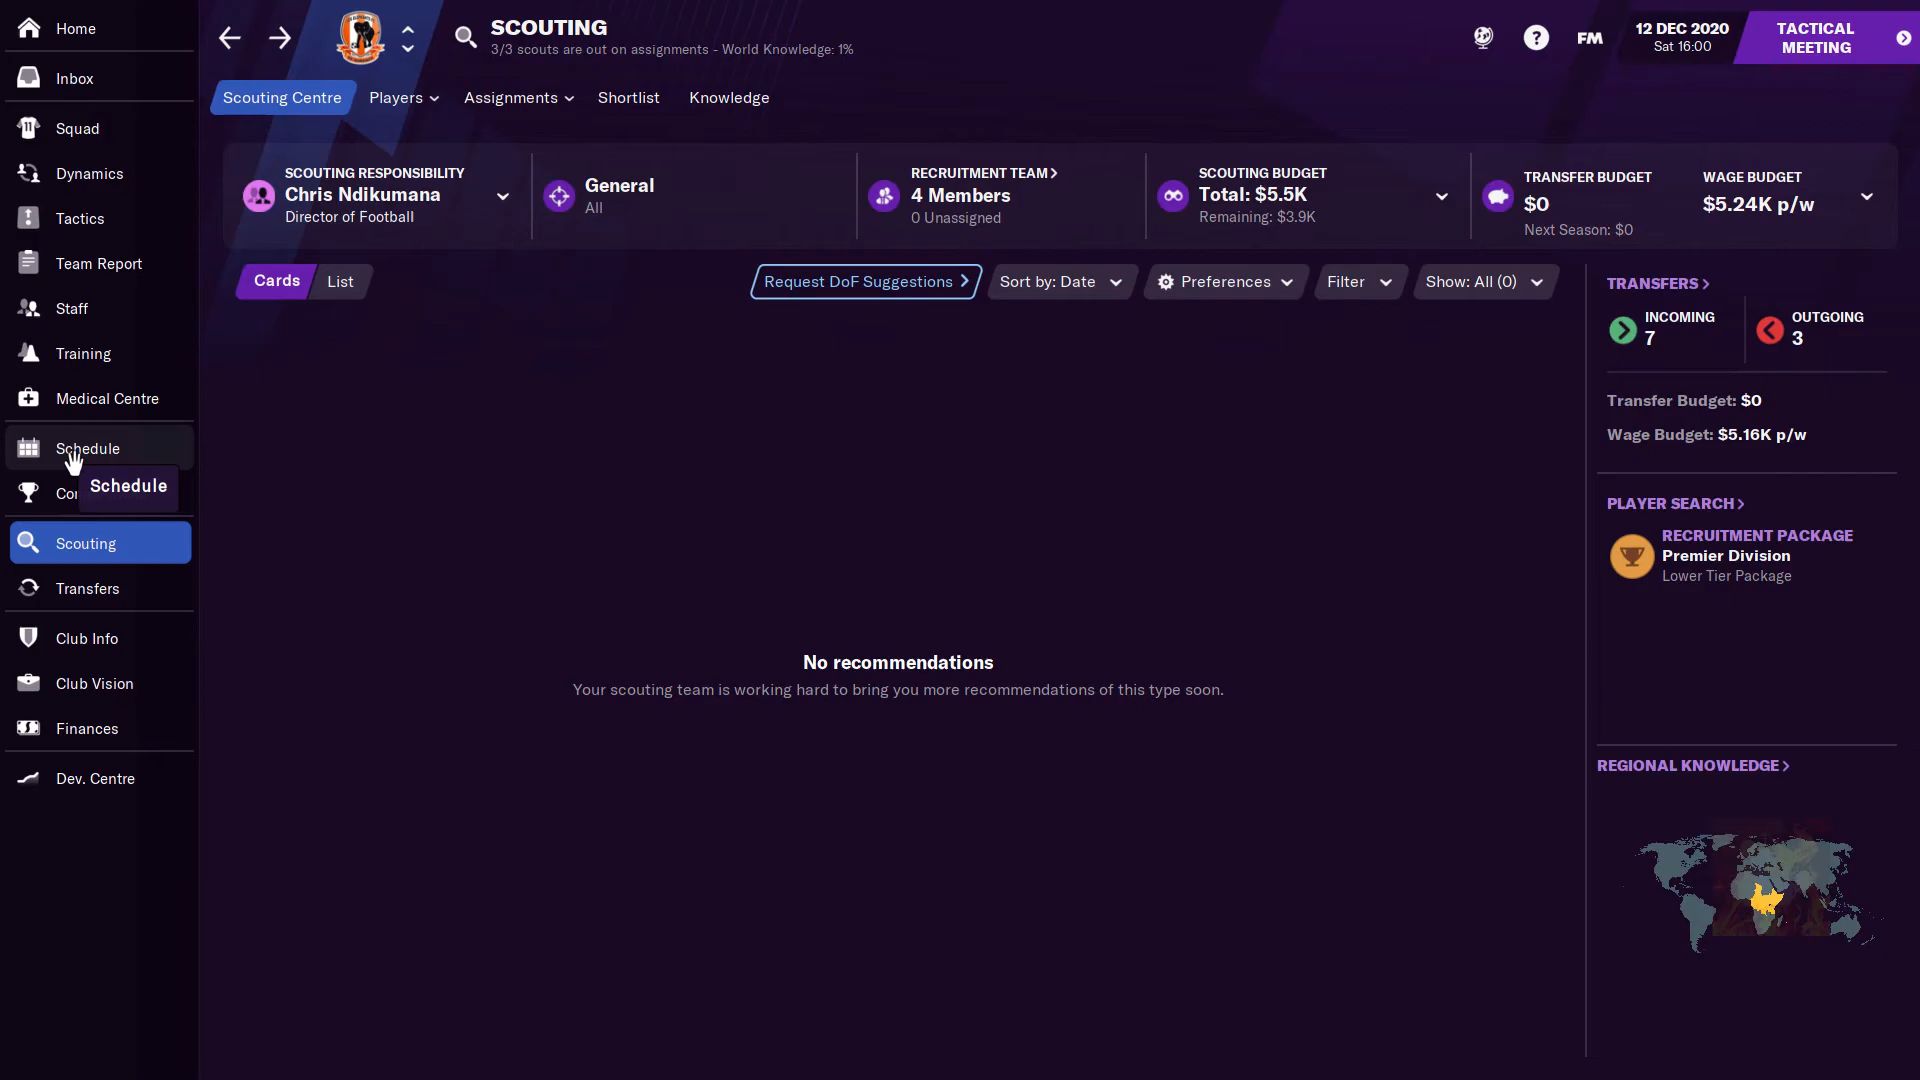 Home
Inbox
Squad
Dynamics
Tactics
Team Report
Staff
Training
Medical Centre
Schedule
Schedule
Scouting
Transfers
Club Info
Club Vision
Finances
Dev. Centre
SCOUTING
3/3 scouts are out on assignments - World Knowledge: 1%
FM
12 DEC 2020
Sat 16:00
TACTICAL
MEETING
Scouting Centre
Players
Assignments
Shortlist
Knowledge
SCOUTING RESPONSIBILITY
Chris Ndikumana
Director of Football
General
All
RECRUITMENT TEAM
4 Members
0 Unassigned
SCOUTING BUDGET
Total: $5.5K
Remaining: $3.9K
TRANSFER BUDGET
$0
Next Season: $0
WAGE BUDGET
$5.24K p/w
Cards
List
Request DoF Suggestions
Sort by: Date
Preferences
Filter
Show: All (0)
No recommendations
Your scouting team is working hard to bring you more recommendations of this type soon.
TRANSFERS
INCOMING
7
OUTGOING
3
Transfer Budget: $0
Wage Budget: $5.16K p/w
PLAYER SEARCH
RECRUITMENT PACKAGE
Premier Division
Lower Tier Package
REGIONAL KNOWLEDGE